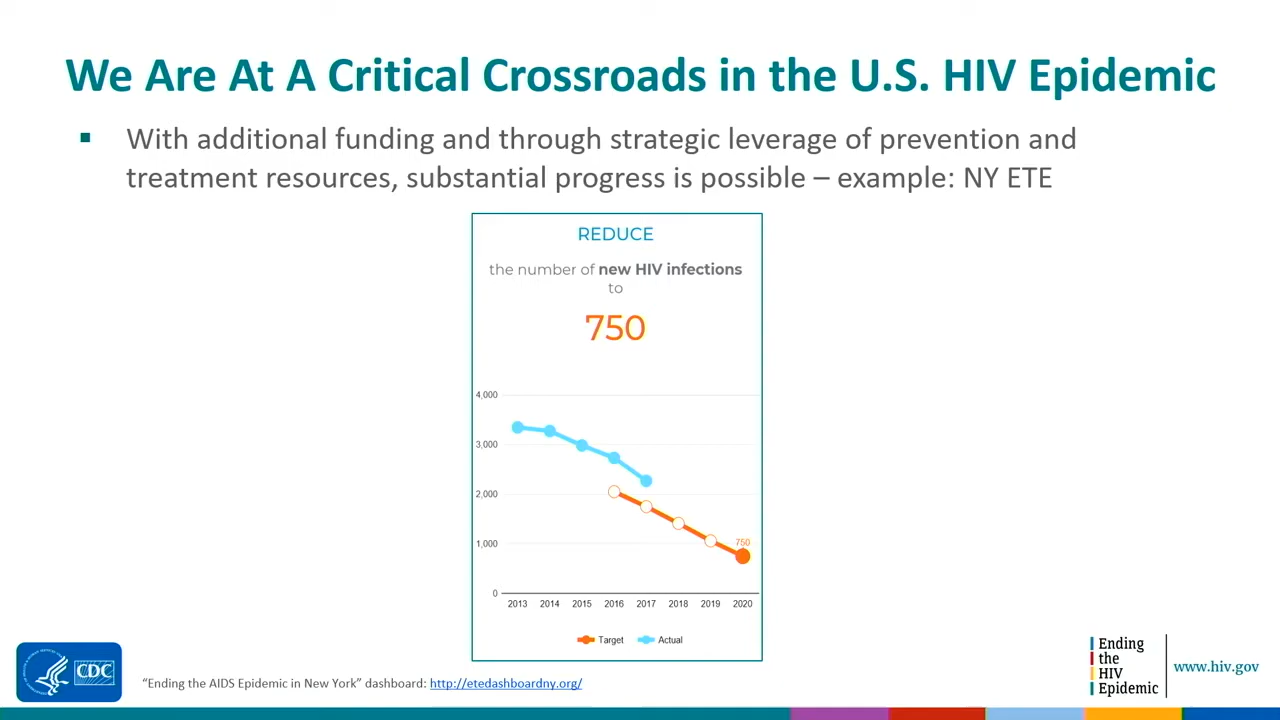 We Are At A Critical Crossroads in the U.S. HIV Epidemic
▪ With additional funding and through strategic leverage of prevention and
treatment resources, substantial progress is possible – example: NY ETE
REDUCE
the number of new HIV infections
to
750
4,000
3,000
2,000
1,000
0
750
2013 2014 2015 2016 2017 2018 2019 2020
Target Actual
CDC
“Ending the AIDS Epidemic in New York” dashboard: http://etedashboardny.org/
Ending
the
HIV
Epidemic
www.hiv.gov